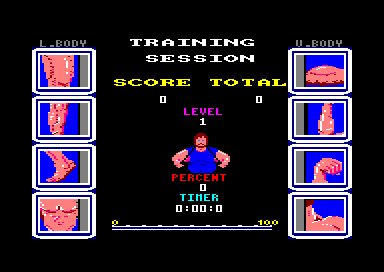 TRAINING
L.BODY U.BODY
SESSION
SCORE TOTAL
0 0
LEVEL
1
PERCENT
0
TIMER
0:00:0
0 100